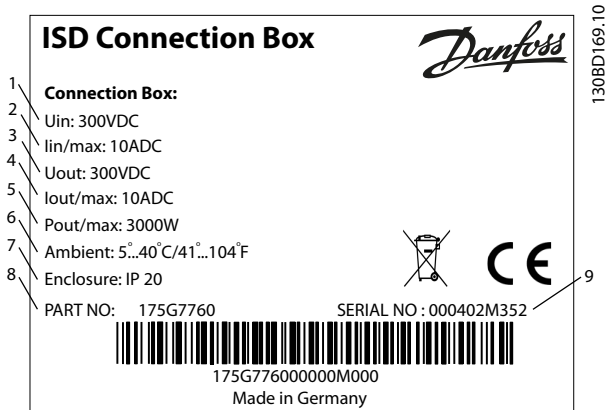 ISD Connection Box
Danfoss
130BD169.10
Connection Box:
1 Uin: 300VDC
2 Iin/max: 10ADC
3 Uout: 300VDC
4 Iout/max: 10ADC
5 Pout/max: 3000W
6 Ambient: 5°...40°C/41°...104°F
7 Enclosure: IP 20
8 PART NO: 175G7760 SERIAL NO : 000402M352 9
CE
175G776000000M000
Made in Germany